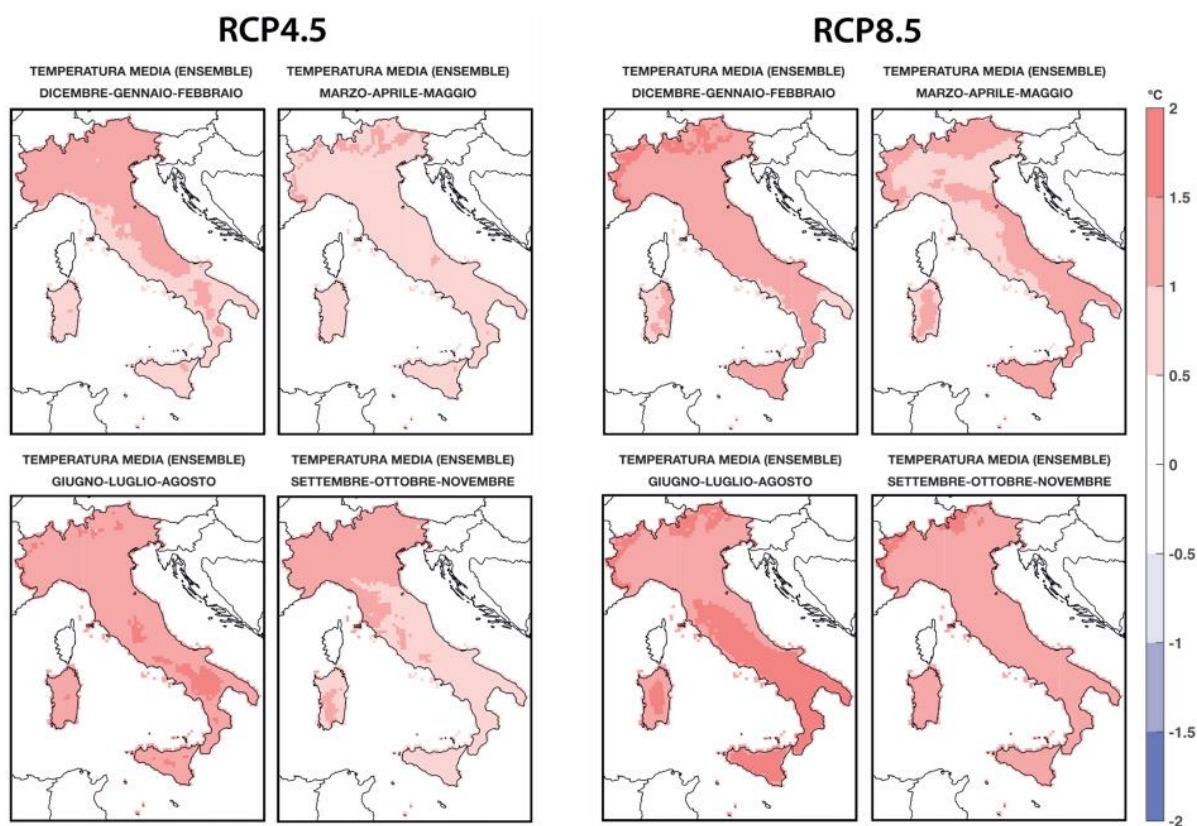 RCP4.5
TEMPERATURA MEDIA (ENSEMBLE)
DICEMBRE-GENNAIO-FEBBRAIO
TEMPERATURA MEDIA (ENSEMBLE)
MARZO-APRILE-MAGGIO
TEMPERATURA MEDIA (ENSEMBLE)
GIUGNO-LUGLIO-AGOSTO
TEMPERATURA MEDIA (ENSEMBLE)
SETTEMBRE-OTTOBRE-NOVEMBRE
RCP8.5
TEMPERATURA MEDIA (ENSEMBLE)
DICEMBRE-GENNAIO-FEBBRAIO
TEMPERATURA MEDIA (ENSEMBLE)
MARZO-APRILE-MAGGIO
TEMPERATURA MEDIA (ENSEMBLE)
GIUGNO-LUGLIO-AGOSTO
TEMPERATURA MEDIA (ENSEMBLE)
SETTEMBRE-OTTOBRE-NOVEMBRE
°C
2
1.5
1
0.5
0
-0.5
-1
-1.5
-2